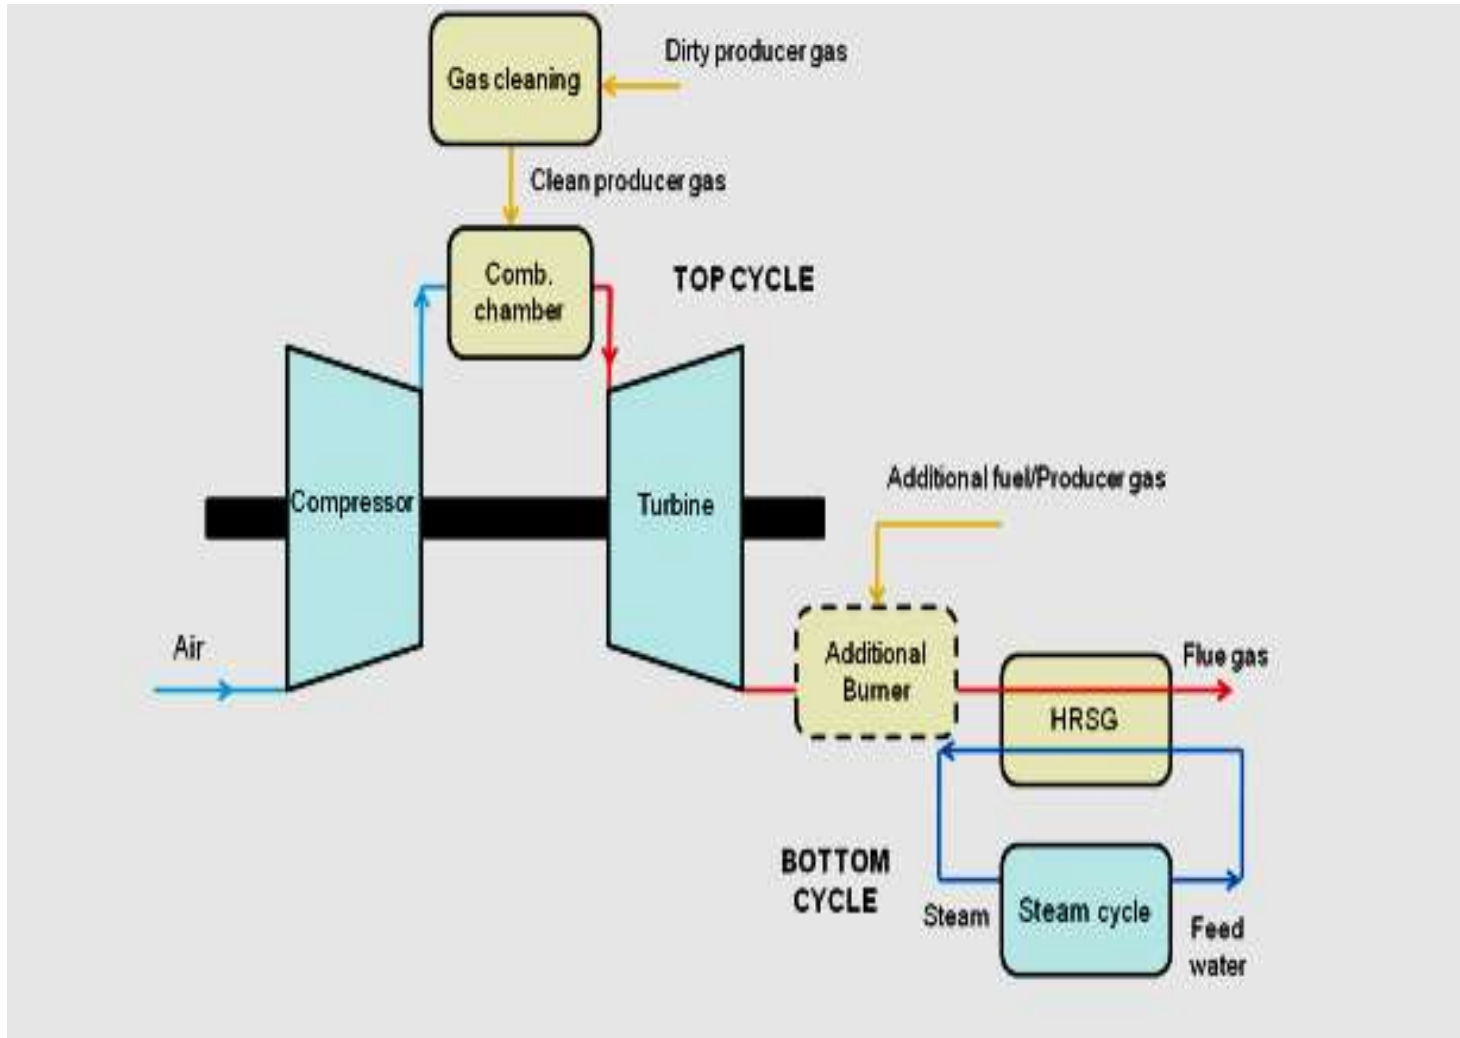 Dirty producer gas
Gas cleaning
Clean producer gas
Comb.
chamber
TOP CYCLE
Compressor
Turbine
Additional fuel/Producer gas
Air
Additional
Burner
Flue gas
HRSG
BOTTOM
CYCLE
Steam
Steam cycle
Feed
water